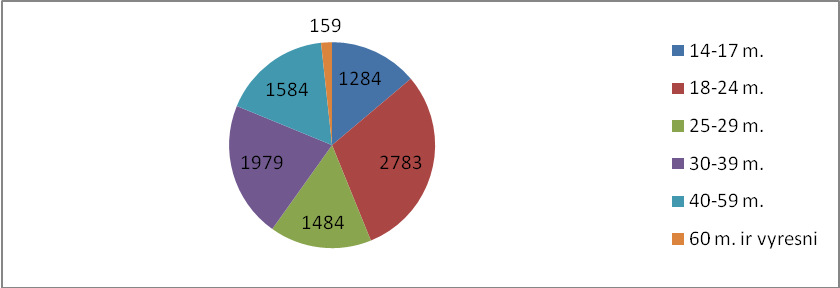 159
1284
1584
2783
1979
1484
14-17 m.
18-24 m.
25-29 m.
30-39 m.
40-59 m.
60 m. ir vyresni